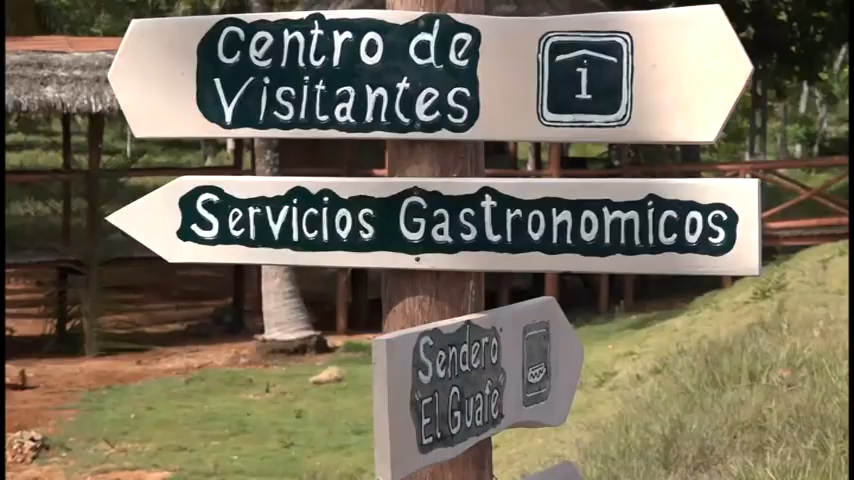 Centro de
Visitantes
i
Servicios Gastronomicos
Sendero
"El Guafe"